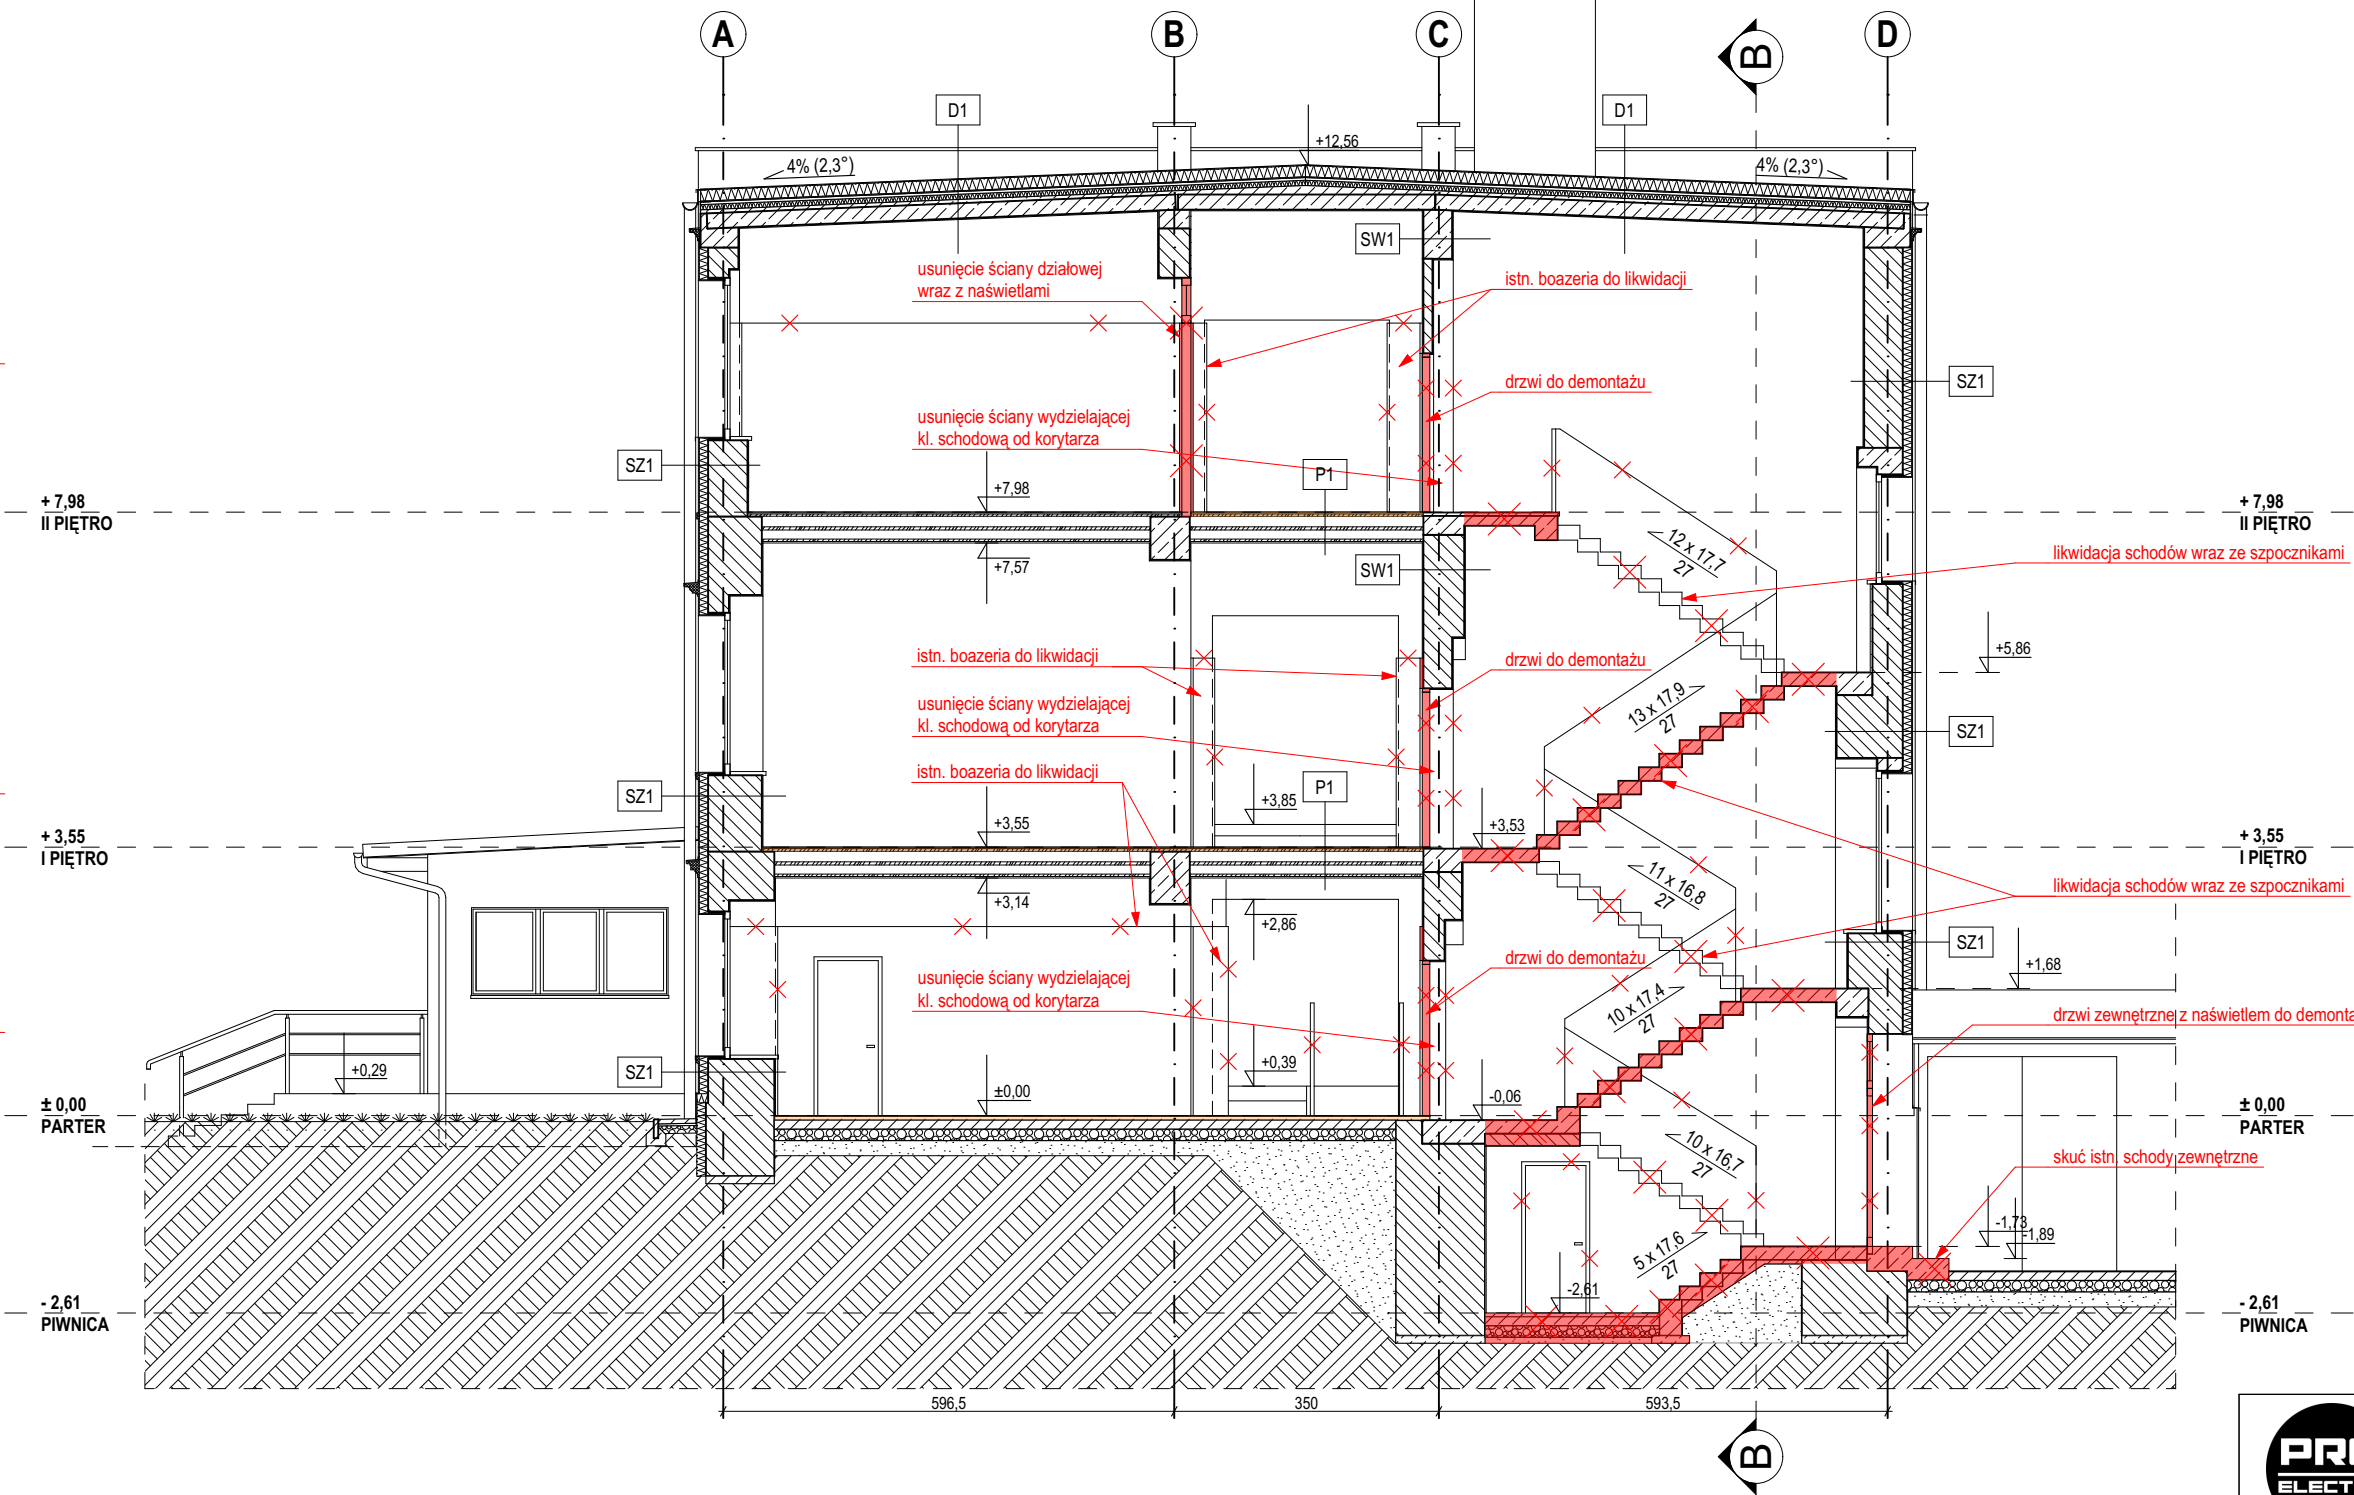 A
B
C
B
D
D1
D1
+12,56
4% (2,3°)
4% (2,3°)
SW1
usunięcie ściany działowej
wraz z naświetlami
istn. boazeria do likwidacji
drzwi do demontażu
SZ1
usunięcie ściany wydzielającej
kl. schodową od korytarza
SZ1
P1
+7,98
+ 7,98
II PIĘTRO
+ 7,98
II PIĘTRO
12 x 17,7
27
likwidacja schodów wraz ze szpocznikami
+7,57
SW1
+5,86
istn. boazeria do likwidacji
drzwi do demontażu
usunięcie ściany wydzielającej
kl. schodową od korytarza
13 x 17,9
27
SZ1
istn. boazeria do likwidacji
SZ1
P1
+3,85
+3,55
+3,53
+ 3,55
I PIĘTRO
+ 3,55
I PIĘTRO
11 x 16,8
27
likwidacja schodów wraz ze szpocznikami
+3,14
+2,86
SZ1
drzwi do demontażu
+1,68
usunięcie ściany wydzielającej
kl. schodową od korytarza
10 x 17,4
27
drzwi zewnętrzne z naświetlem do demonta
SZ1
+0,29
+0,39
±0,00
-0,06
± 0,00
PARTER
± 0,00
PARTER
10 x 16,7
27
skuć istn. schody zewnętrzne
-1,73
-1,89
5 x 17,6
27
-2,61
- 2,61
PIWNICA
- 2,61
PIWNICA
596,5
350
593,5
B